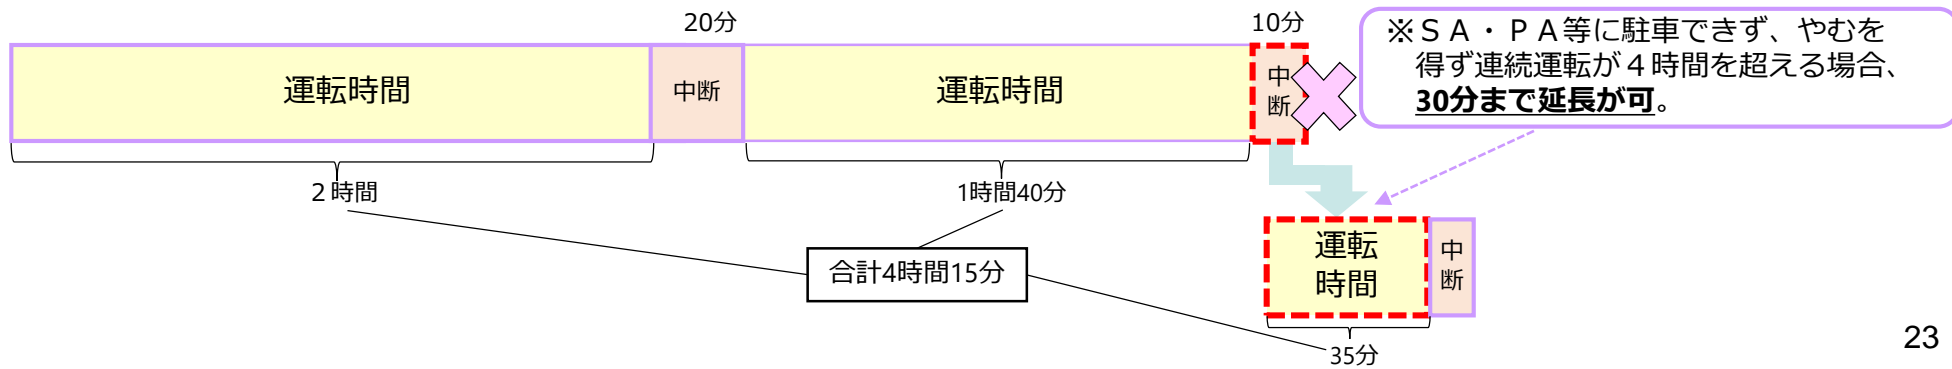 20分
10分
運転時間
中断
運転時間
中
断
※ＳＡ・ＰＡ等に駐車できず、やむを
得ず連続運転が４時間を超える場合、
30分まで延長が可。
２時間
1時間40分
合計4時間15分
運転
時間
中
断
35分
23